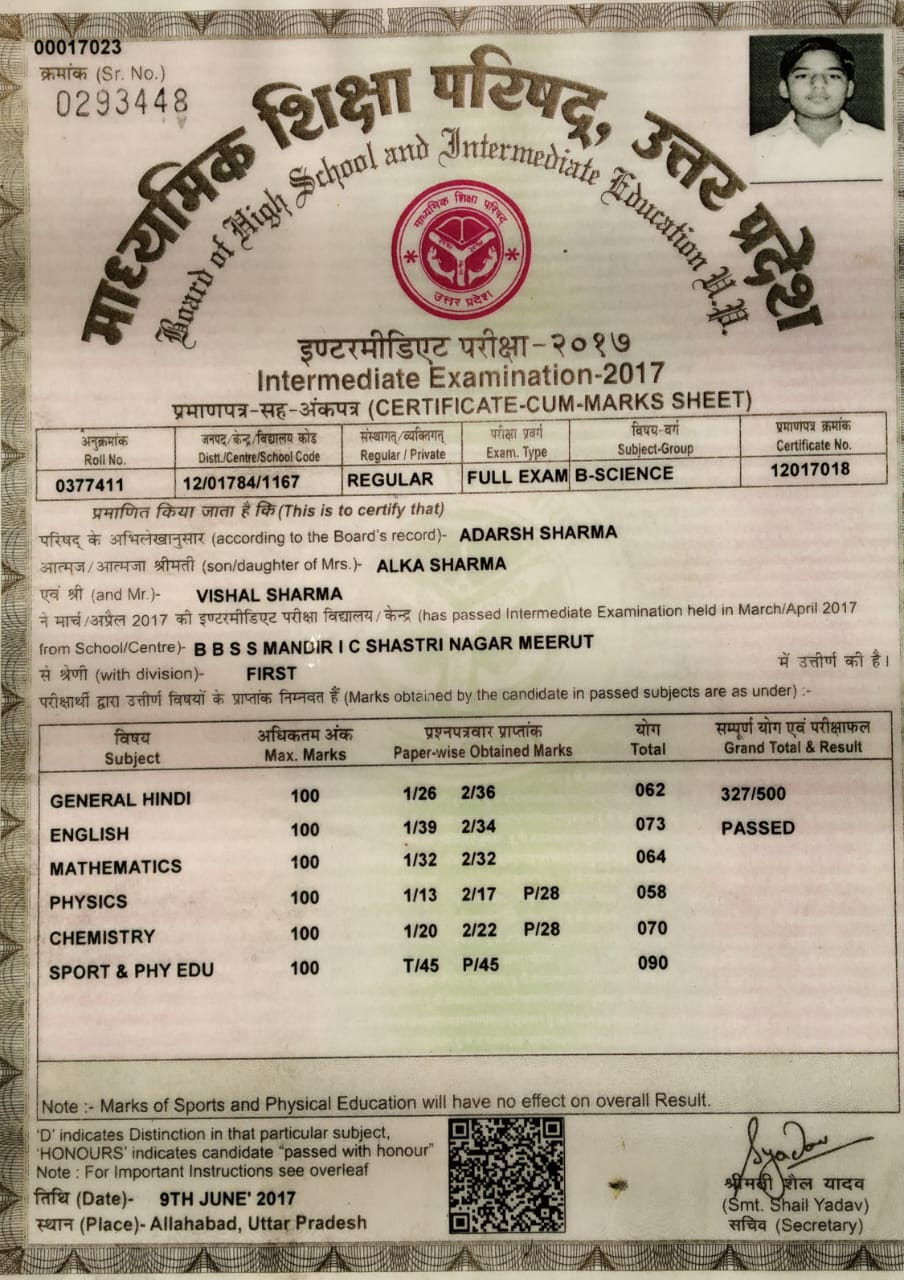 00017023
क्रमांक (Sr. No.)
0293448
माध्यमिक शिक्षा परिषद्, उत्तर प्रदेश
Board of High School and Intermediate Education U.P.
माध्यमिक शिक्षा परिषद्
उत्तर प्रदेश
इण्टरमीडिएट परीक्षा-२०१७
Intermediate Examination-2017
प्रमाणपत्र-सह-अंकपत्र (CERTIFICATE-CUM-MARKS SHEET)
अनुक्रमांक जनपद/केन्द्र/विद्यालय कोड संस्थागत/व्यक्तिगत परीक्षा प्रवर्ग विषय-वर्ग प्रमाणपत्र क्रमांक
Roll No. Distt./Centre/School Code Regular / Private Exam. Type Subject-Group Certificate No.
0377411 12/01784/1167 REGULAR FULL EXAM B-SCIENCE 12017018
प्रमाणित किया जाता है कि (This is to certify that)
परिषद् के अभिलेखानुसार (according to the Board's record)- ADARSH SHARMA
आत्मज/आत्मजा श्रीमती (son/daughter of Mrs.)- ALKA SHARMA
एवं श्री (and Mr.)- VISHAL SHARMA
ने मार्च/अप्रैल 2017 की इण्टरमीडिएट परीक्षा विद्यालय/केन्द्र (has passed Intermediate Examination held in March/April 2017
from School/Centre)- B B S S MANDIR I C SHASTRI NAGAR MEERUT
से श्रेणी (with division)- FIRST में उत्तीर्ण की है।
परीक्षार्थी द्वारा उत्तीर्ण विषयों के प्राप्तांक निम्नवत हैं (Marks obtained by the candidate in passed subjects are as under) :-
विषय अधिकतम अंक प्रश्नपत्रवार प्राप्तांक योग सम्पूर्ण योग एवं परीक्षाफल
Subject Max. Marks Paper-wise Obtained Marks Total Grand Total & Result
GENERAL HINDI 100 1/26 2/36 062 327/500
ENGLISH 100 1/39 2/34 073 PASSED
MATHEMATICS 100 1/32 2/32 064
PHYSICS 100 1/13 2/17 P/28 058
CHEMISTRY 100 1/20 2/22 P/28 070
SPORT & PHY EDU 100 T/45 P/45 090
Note :- Marks of Sports and Physical Education will have no effect on overall Result.
'D' indicates Distinction in that particular subject,
'HONOURS' indicates candidate "passed with honour"
Note : For Important Instructions see overleaf
तिथि (Date)- 9TH JUNE' 2017
स्थान (Place)- Allahabad, Uttar Pradesh
Syadav
श्रीमती शैल यादव
(Smt. Shail Yadav)
सचिव (Secretary)